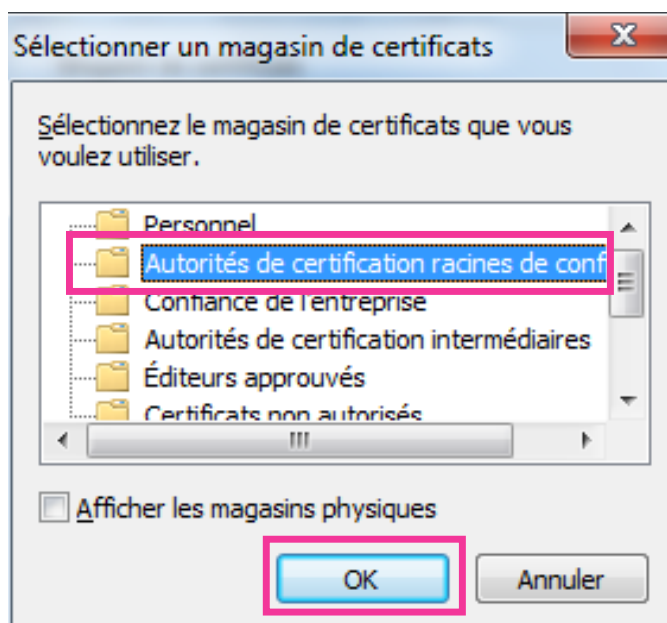 Sélectionner un magasin de certificats
Sélectionnez le magasin de certificats que vous
voulez utiliser.
Personnel
Autorités de certification racines de conf
Confiance de l'entreprise
Autorités de certification intermédiaires
Éditeurs approuvés
Certificats non autorisés
Afficher les magasins physiques
OK
Annuler